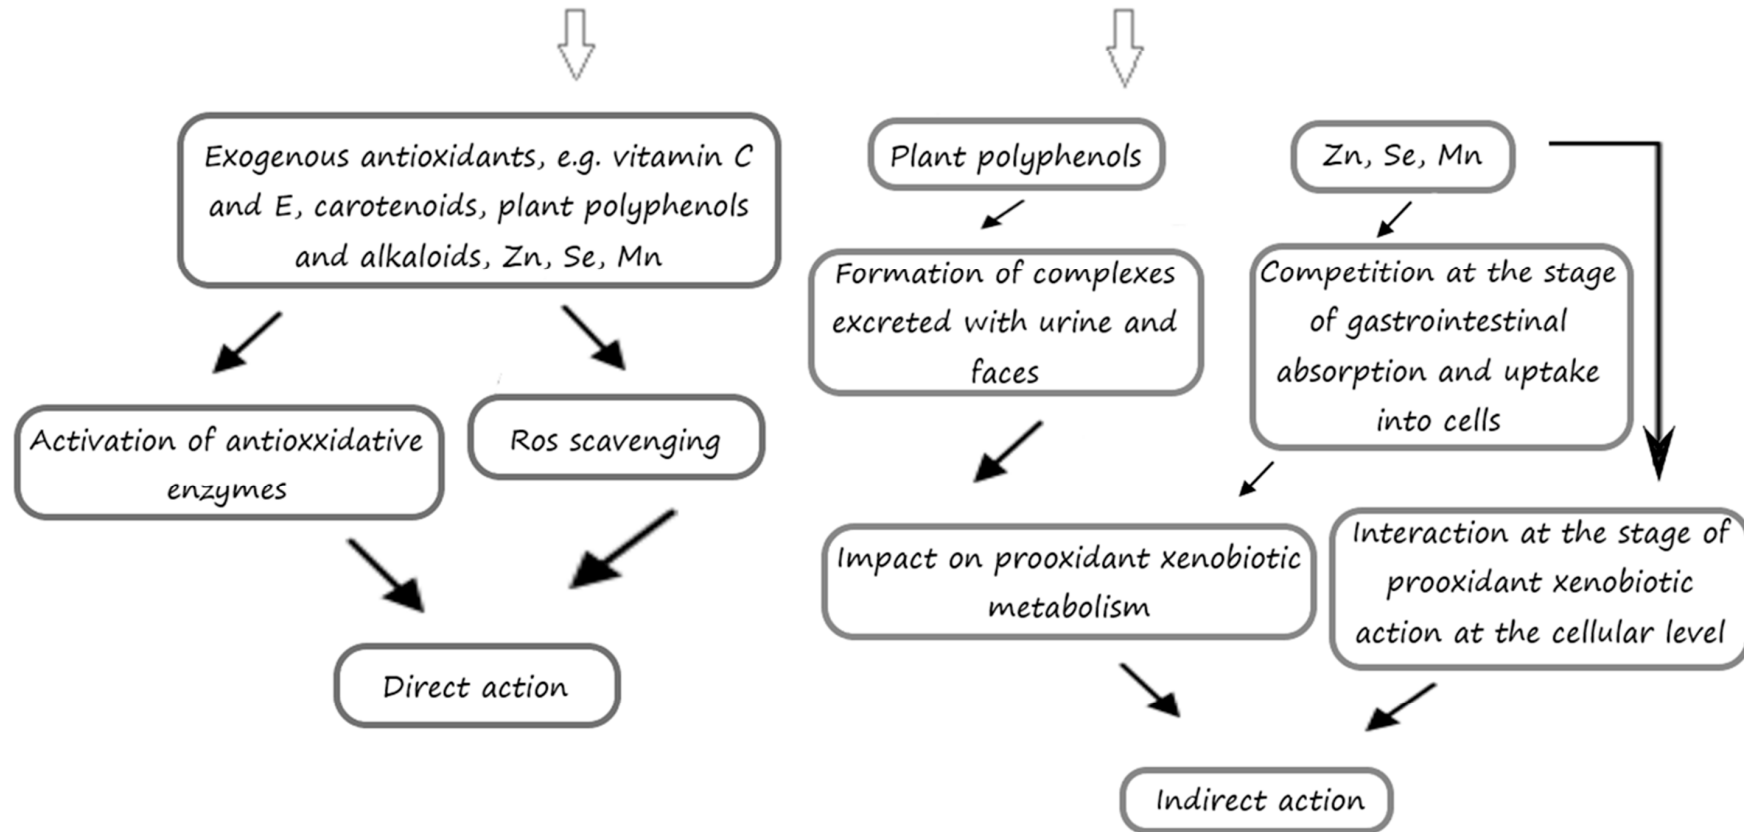 Exogenous antioxidants, e.g. vitamin C
and E, carotenoids, plant polyphenols
and alkaloids, Zn, Se, Mn
Activation of antioxxidative
enzymes
Ros scavenging
Direct action
Plant polyphenols
Formation of complexes
excreted with urine and
faces
Zn, Se, Mn
Competition at the stage
of gastrointestinal
absorption and uptake
into cells
Impact on prooxidant xenobiotic
metabolism
Interaction at the stage of
prooxidant xenobiotic
action at the cellular level
Indirect action